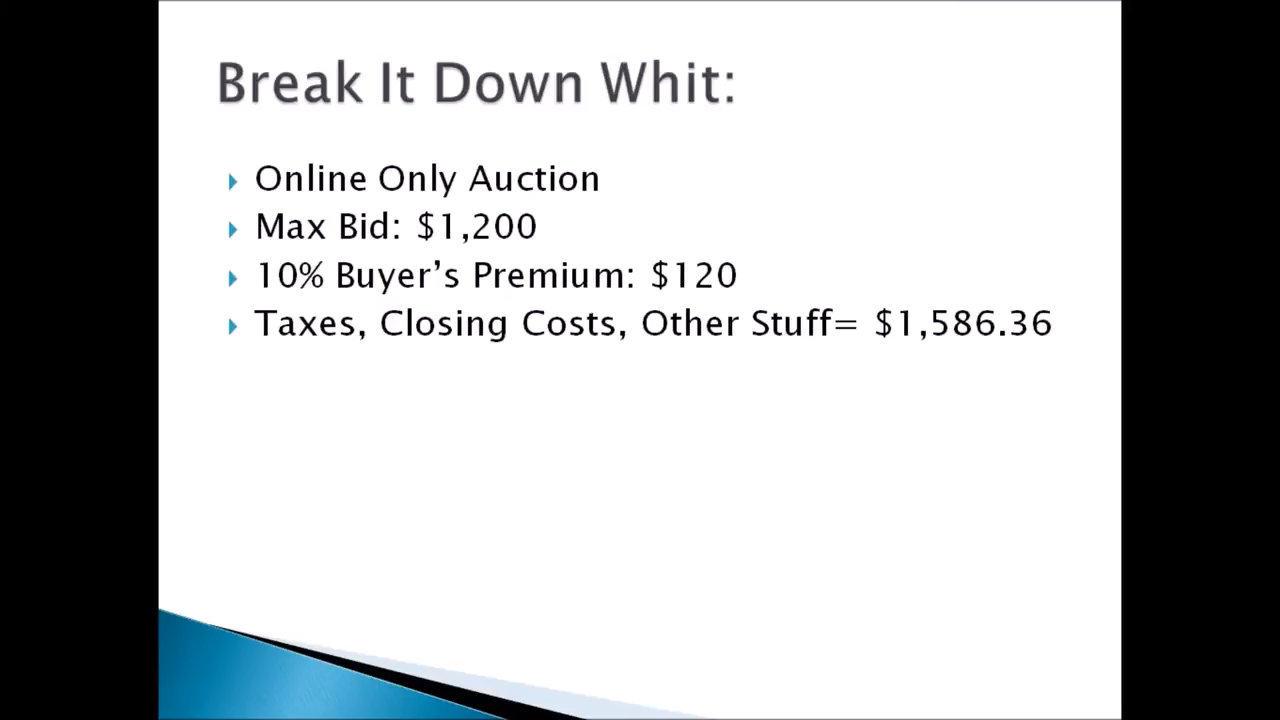 Break It Down Whit:
Online Only Auction
Max Bid: $1,200
10% Buyer’s Premium: $120
Taxes, Closing Costs, Other Stuff= $1,586.36